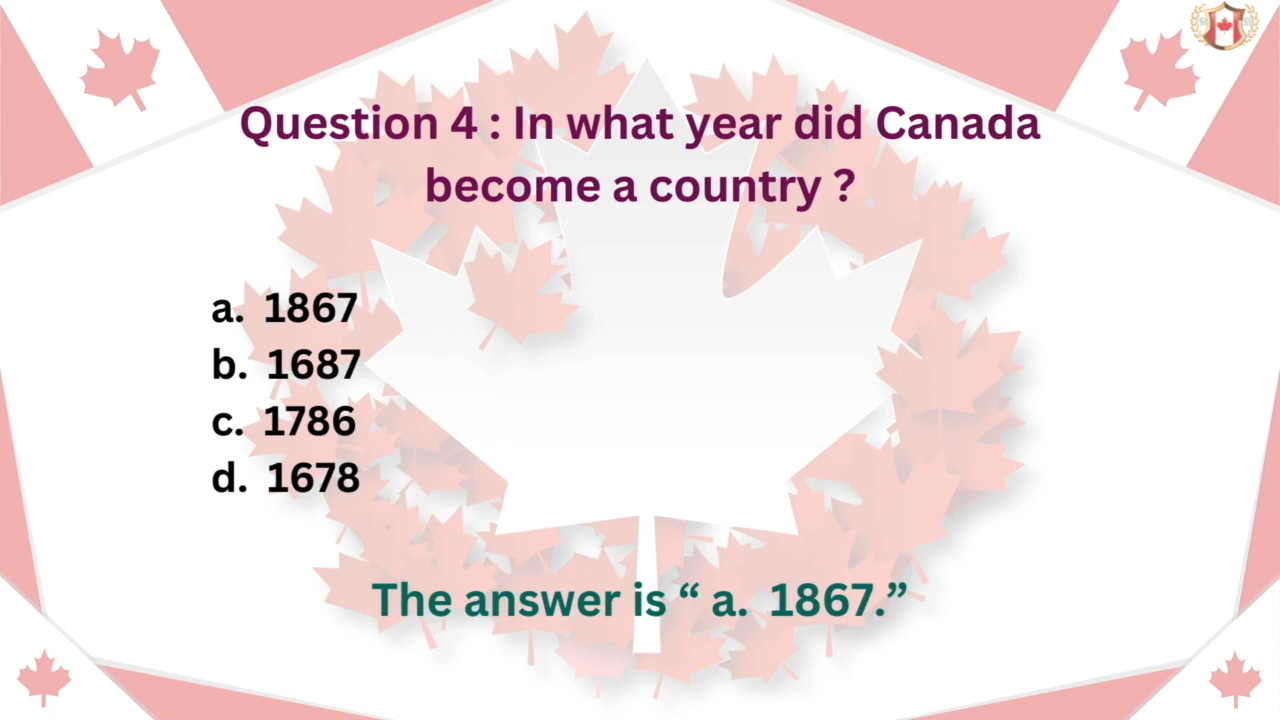 Question 4 : In what year did Canada
become a country ?
a. 1867
b. 1687
c. 1786
d. 1678
The answer is “ a. 1867.”